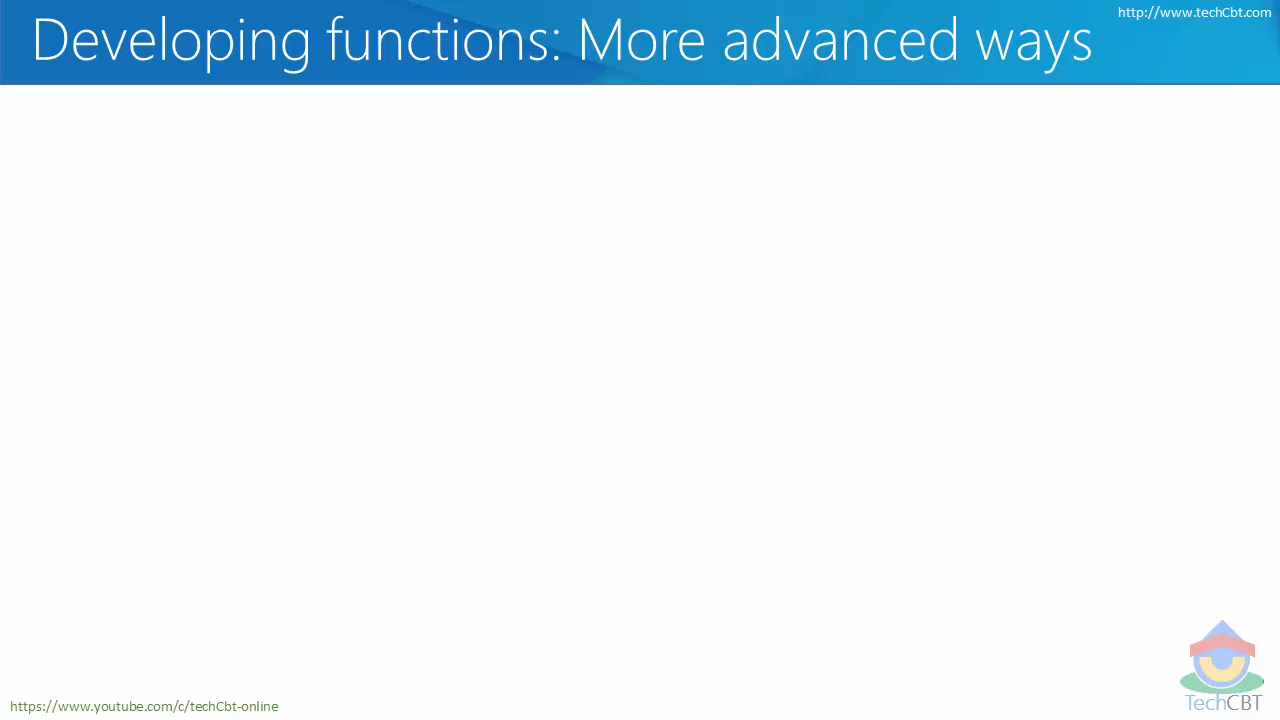 http://www.techCbt.com
Developing functions: More advanced ways
TechCBT
https://www.youtube.com/c/techCbt-online